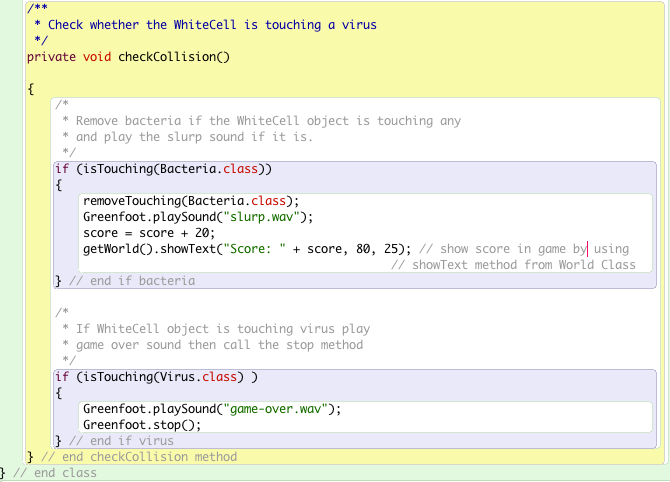 /**
 * Check whether the WhiteCell is touching a virus
 */
private void checkCollision()
{
/*
 * Remove bacteria if the WhiteCell object is touching any
 * and play the slurp sound if it is.
 */
if (isTouching(Bacteria.class))
{
removeTouching(Bacteria.class);
Greenfoot.playSound("slurp.wav");
score = score + 20;
getWorld().showText("Score: " + score, 80, 25); // show score in game by using
// showText method from World Class
} // end if bacteria
/*
 * If WhiteCell object is touching virus play
 * game over sound then call the stop method
 */
if (isTouching(Virus.class) )
{
Greenfoot.playSound("game-over.wav");
Greenfoot.stop();
} // end if virus
} // end checkCollision method
} // end class